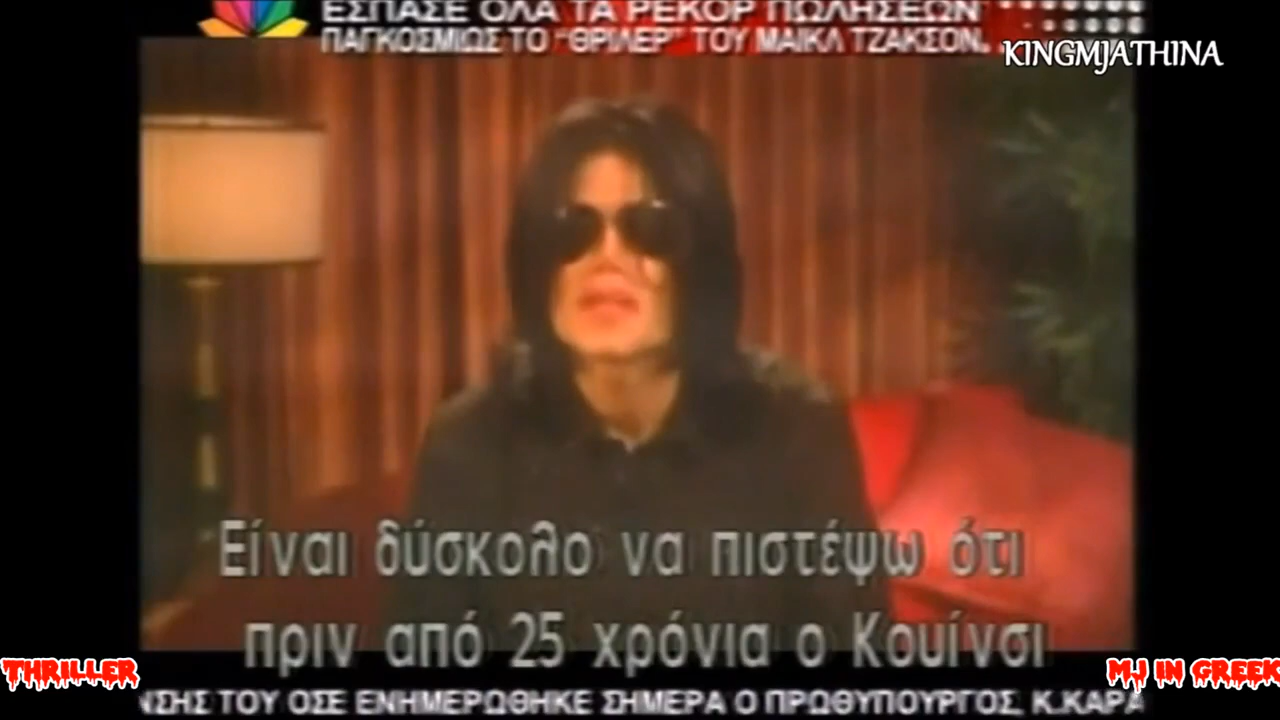 ΕΣΠΑΣΕ ΟΛΑ ΤΑ ΡΕΚΟΡ ΠΩΛΗΣΕΩΝ
ΠΑΓΚΟΣΜΙΩΣ ΤΟ "ΘΡΙΛΕΡ" ΤΟΥ ΜΑΙΚΛ ΤΖΑΚΣΟΝ.
KINGMJATHINA
Είναι δύσκολο να πιστέψω ότι
πριν από 25 χρόνια ο Κουίνσι
THRILLER
MJ IN GREEK
ΝΣΗΣ ΤΟΥ ΟΣΕ ΕΝΗΜΕΡΩΘΗΚΕ ΣΗΜΕΡΑ Ο ΠΡΩΘΥΠΟΥΡΓΟΣ, Κ.ΚΑΡΑ